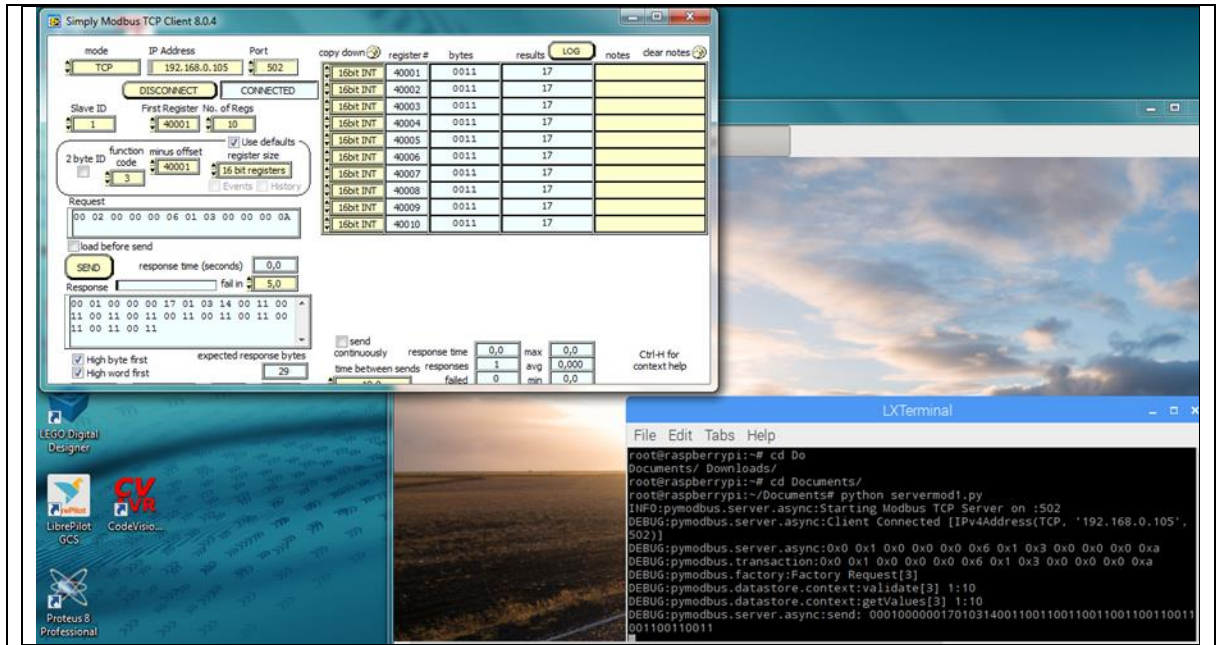 Simply Modbus TCP Client 8.0.4
mode IP Address Port
TCP 192.168.0.105 502
DISCONNECT CONNECTED
Slave ID First Register No. of Regs
1 40001 10
Use defaults
2 byte ID function code minus offset register size
3 40001 16 bit registers
Events History
Request
00 02 00 00 00 06 01 03 00 00 00 0A
load before send
SEND response time (seconds) 0,0
Response fail in 5,0
00 01 00 00 00 17 01 03 14 00 11 00
11 00 11 00 11 00 11 00 11 00 11 00
11 00 11 00 11
High byte first expected response bytes
High word first 29
copy down register # bytes results LOG notes clear notes
16bit INT 40001 0011 17
16bit INT 40002 0011 17
16bit INT 40003 0011 17
16bit INT 40004 0011 17
16bit INT 40005 0011 17
16bit INT 40006 0011 17
16bit INT 40007 0011 17
16bit INT 40008 0011 17
16bit INT 40009 0011 17
16bit INT 40010 0011 17
send
continuously response time 0,0 max 0,0
time between sends responses 1 avg 0,000
10,0 failed 0 min 0,0
Ctrl-H for
context help
LEGO Digital
Designer
LibrePilot
GCS
CodeVisio...
Proteus 8
Professional
CV
VR
LXTerminal
File Edit Tabs Help
root@raspberrypi:~# cd Do
Documents/ Downloads/
root@raspberrypi:~# cd Documents/
root@raspberrypi:~/Documents# python servermod1.py
INFO:pymodbus.server.async:Starting Modbus TCP Server on :502
DEBUG:pymodbus.server.async:Client Connected [IPv4Address(TCP, '192.168.0.105',
502)]
DEBUG:pymodbus.server.async:0x0 0x1 0x0 0x0 0x0 0x6 0x1 0x3 0x0 0x0 0x0 0xa
DEBUG:pymodbus.transaction:0x0 0x1 0x0 0x0 0x0 0x6 0x1 0x3 0x0 0x0 0x0 0xa
DEBUG:pymodbus.factory:Factory Request[3]
DEBUG:pymodbus.datastore.context:validate[3] 1:10
DEBUG:pymodbus.datastore.context:getValues[3] 1:10
DEBUG:pymodbus.server.async:send: 0001000000170103140011001100110011001100110011
001100110011